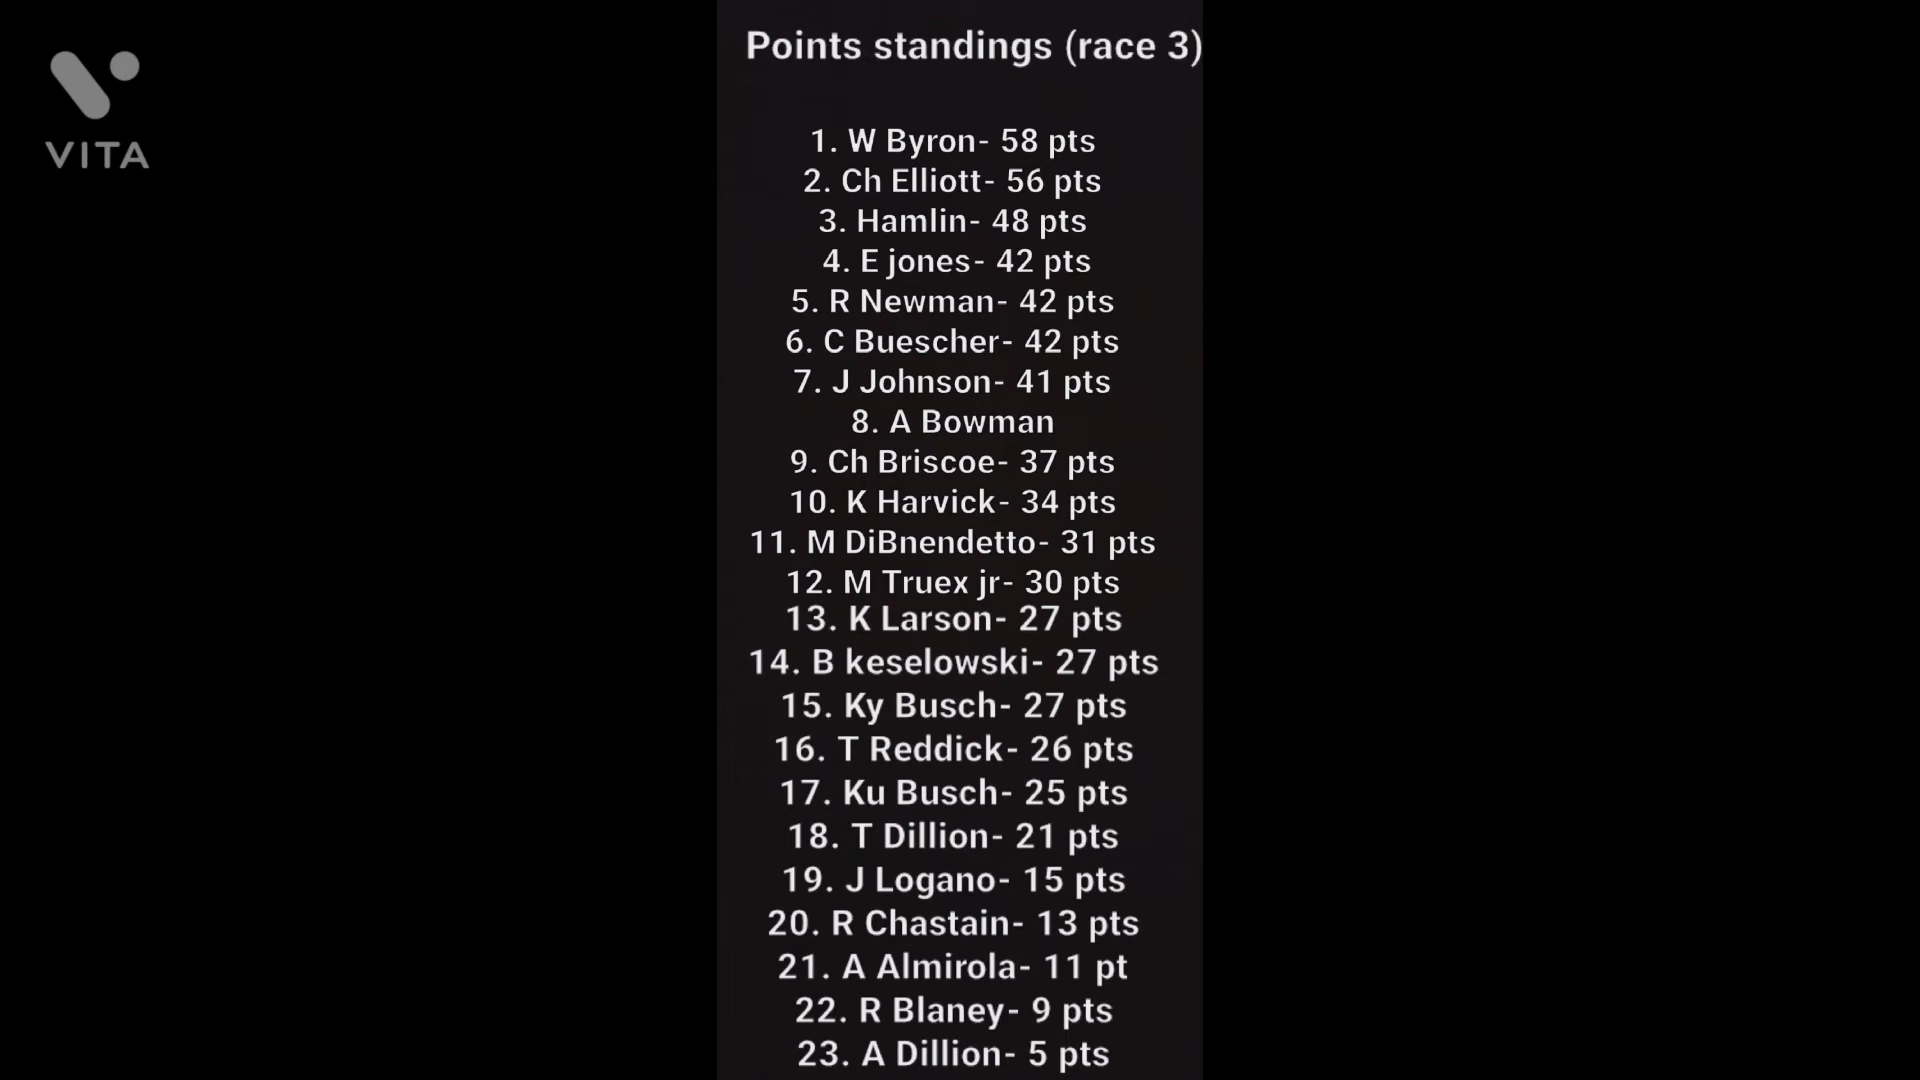 VITA
Points standings (race 3)
1. W Byron- 58 pts
2. Ch Elliott- 56 pts
3. Hamlin- 48 pts
4. E jones- 42 pts
5. R Newman- 42 pts
6. C Buescher- 42 pts
7. J Johnson- 41 pts
8. A Bowman
9. Ch Briscoe- 37 pts
10. K Harvick- 34 pts
11. M DiBnendetto- 31 pts
12. M Truex jr- 30 pts
13. K Larson- 27 pts
14. B keselowski- 27 pts
15. Ky Busch- 27 pts
16. T Reddick- 26 pts
17. Ku Busch- 25 pts
18. T Dillion- 21 pts
19. J Logano- 15 pts
20. R Chastain- 13 pts
21. A Almirola- 11 pt
22. R Blaney- 9 pts
23. A Dillion- 5 pts